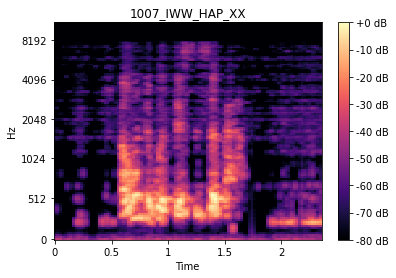 1007_IWW_HAP_XX
+0 dB
8192
-10 dB
4096
-20 dB
-30 dB
2048
Hz
-40 dB
1024
-50 dB
512
-60 dB
-70 dB
0
-80 dB
0
0.5
1
1.5
2
Time